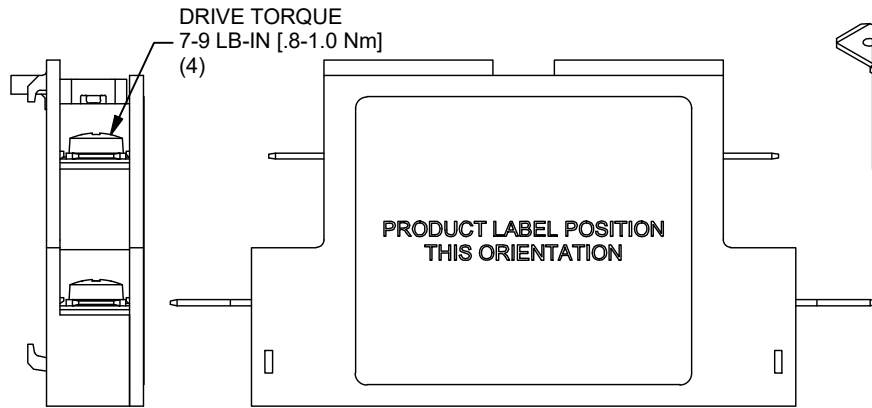 DRIVE TORQUE
7-9 LB-IN [.8-1.0 Nm]
(4)
PRODUCT LABEL POSITION
THIS ORIENTATION